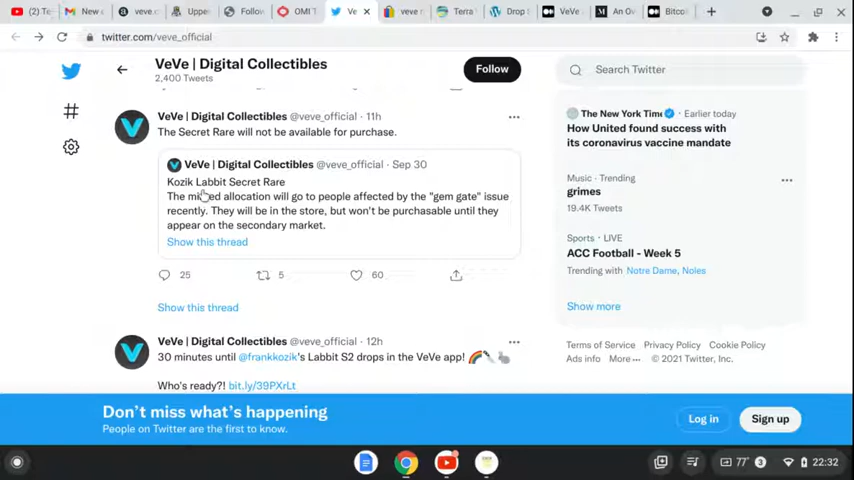 Te
New
veve.c
Upper
Follow
OMI T
Ve
veve r
Terra
Drop S
VeVe
An Ov
Bitco
twitter.com/veve_official
VeVe | Digital Collectibles
2,400 Tweets
Follow
Search Twitter
VeVe | Digital Collectibles @veve_official · 11h
The Secret Rare will not be available for purchase.
VeVe | Digital Collectibles @veve_official · Sep 30
Kozik Labbit Secret Rare
The allocation will go to people affected by the "gem gate" issue
recently. They will be in the store, but won't be purchasable until they
appear on the secondary market.
Show this thread
25
5
60
Show this thread
VeVe | Digital Collectibles @veve_official · 12h
30 minutes until @frankkozik's Labbit S2 drops in the VeVe app!
Who's ready?! bit.ly/39PXrLt
The New York Time · Earlier today
How United found success with
its coronavirus vaccine mandate
Music · Trending
grimes
19.4K Tweets
Sports · LIVE
ACC Football - Week 5
Trending with Notre Dame, Noles
Show more
Terms of Service Privacy Policy Cookie Policy
Ads info More ··· © 2021 Twitter, Inc.
Don't miss what's happening
People on Twitter are the first to know.
Log in
Sign up
77°
3
22:32